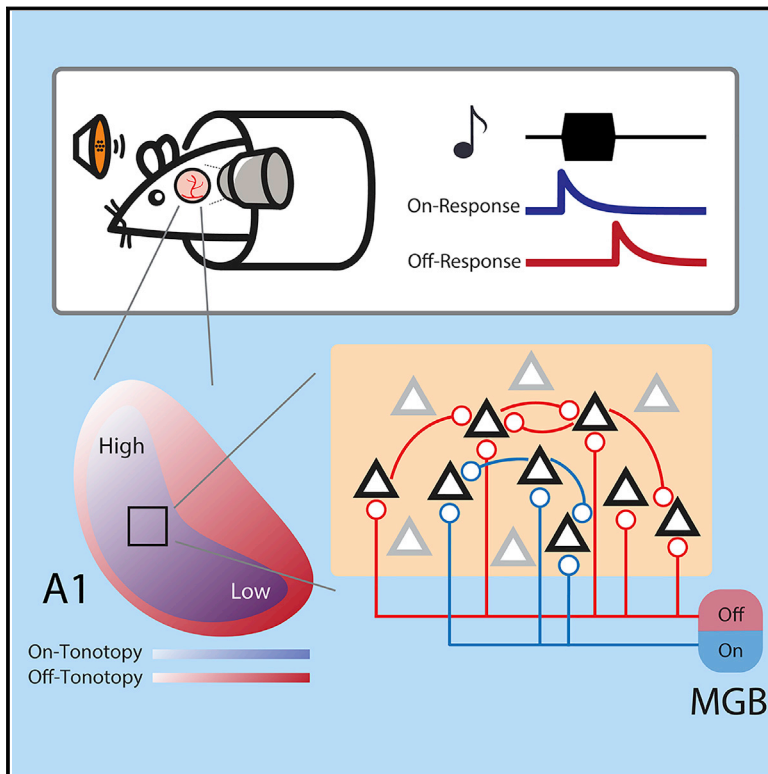 On-Response
Off-Response
High
Low
A1
On-Tonotopy
Off-Tonotopy
Off
On
MGB